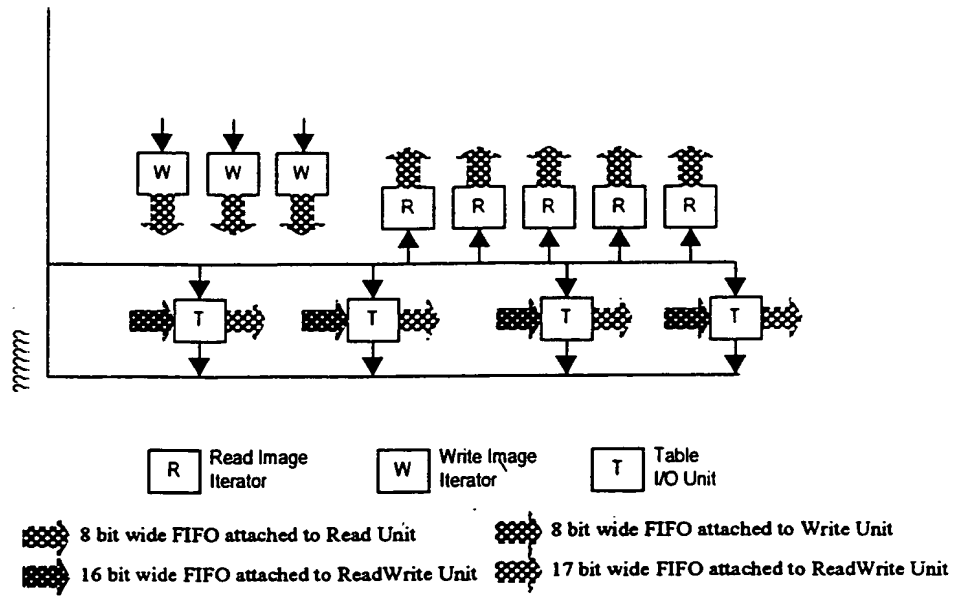 W W W
R R R R R
T T T T
R Read Image
Iterator
W Write Image
Iterator
T Table
I/O Unit
8 bit wide FIFO attached to Read Unit
8 bit wide FIFO attached to Write Unit
16 bit wide FIFO attached to ReadWrite Unit
17 bit wide FIFO attached to ReadWrite Unit